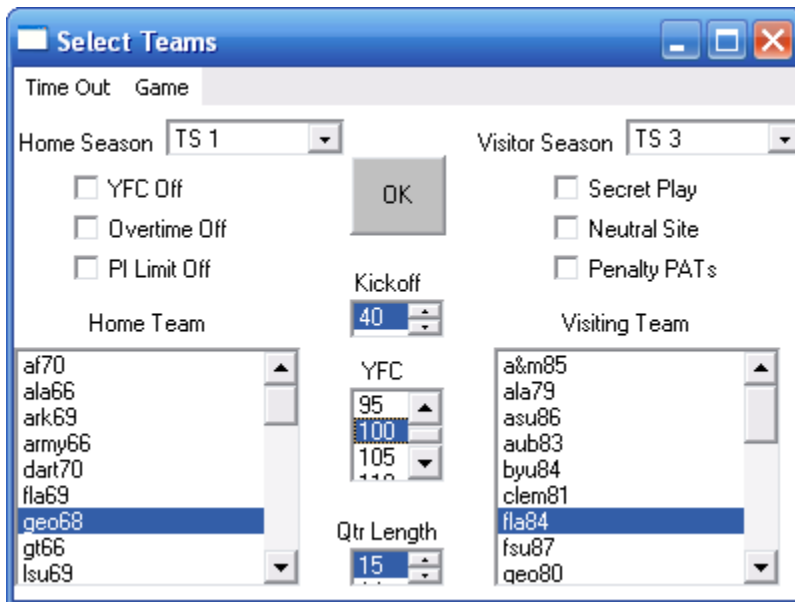 Select Teams
Time Out Game
Home Season TS 1
Visitor Season TS 3
YFC Off
Overtime Off
PI Limit Off
OK
Secret Play
Neutral Site
Penalty PATs
Kickoff
40
Home Team
af70
ala66
ark69
army66
dart70
fla69
geo68
gt66
lsu69
YFC
95
100
105
110
Qtr Length
15
Visiting Team
a&m85
ala79
asu86
aub83
byu84
clem81
fla84
fsu87
geo80